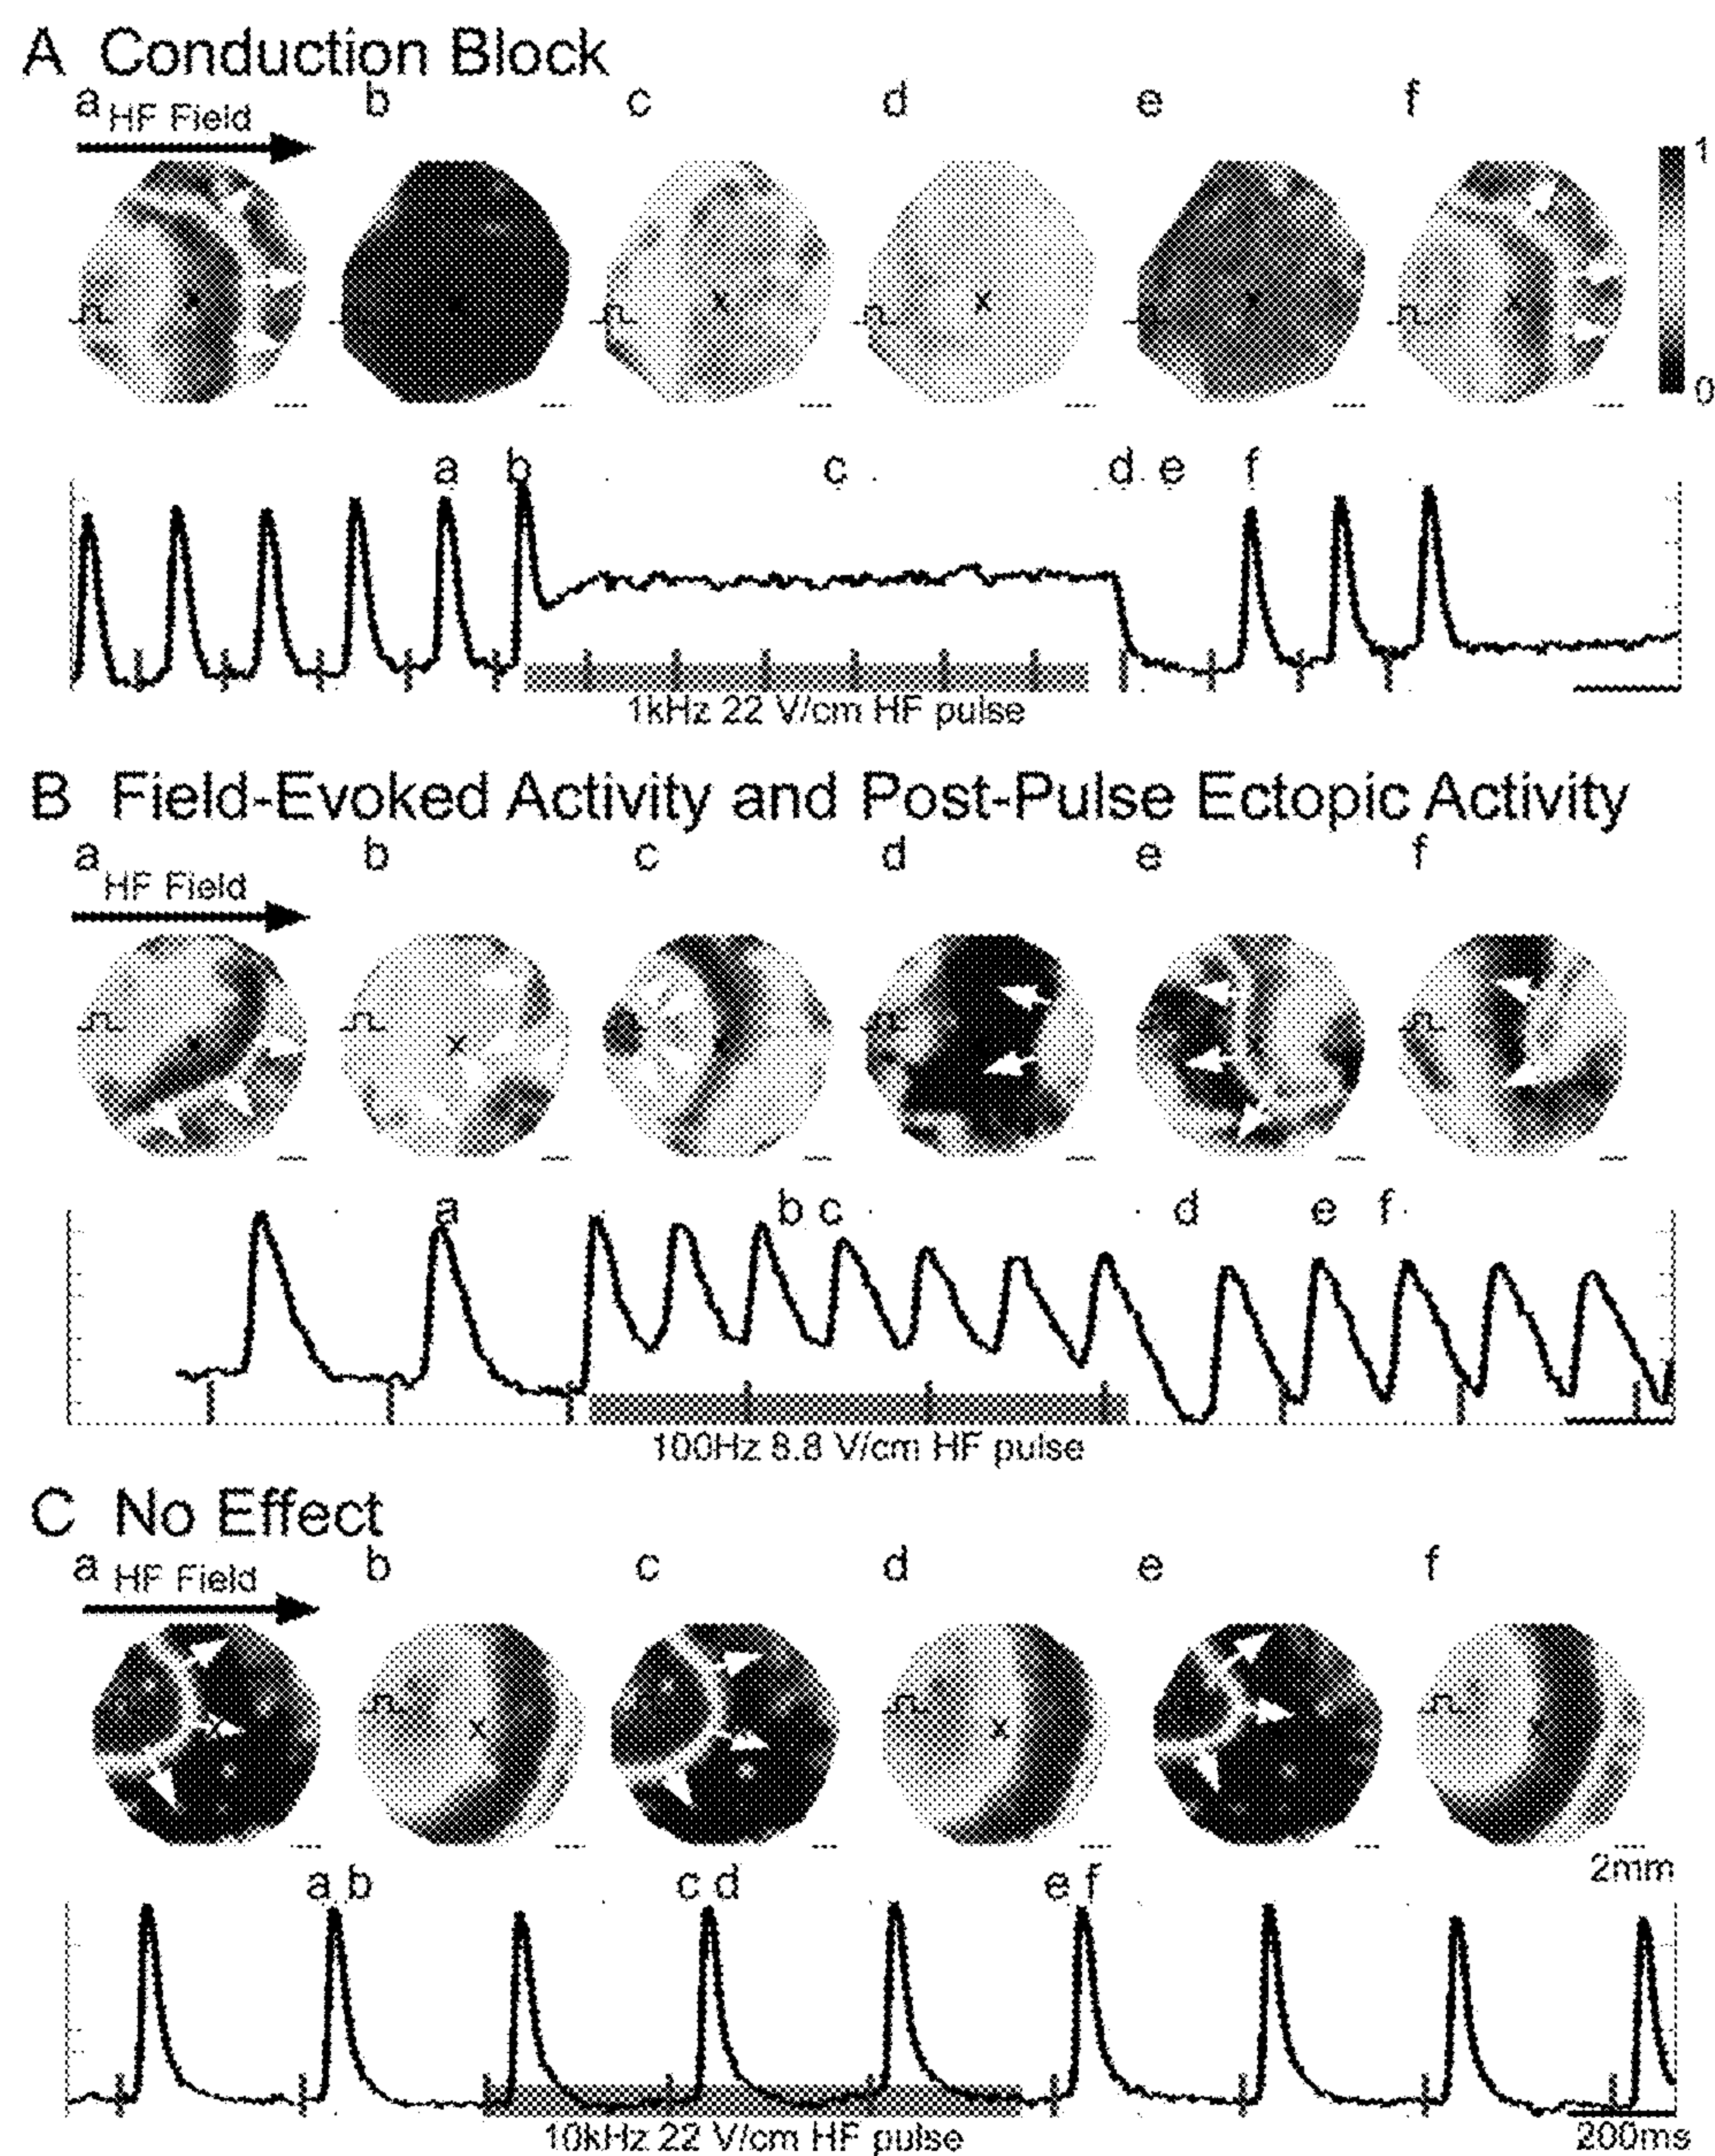 A Conduction Block
a b c d e f
HF Field
1
0
a b c d e f
1kHz 22 V/cm HF pulse
B Field-Evoked Activity and Post-Pulse Ectopic Activity
a b c d e f
HF Field
a b c d e f
100Hz 8.8 V/cm HF pulse
C No Effect
a b c d e f
HF Field
2mm
a b c d e f
10kHz 22 V/cm HF pulse
200ms